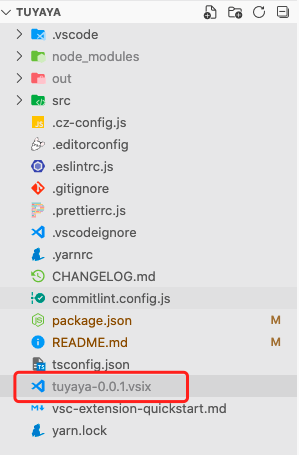 TUYAYA
.vscode
node_modules
out
src
.cz-config.js
.editorconfig
.eslintrc.js
.gitignore
.prettierrc.js
.vscodeignore
.yarnrc
CHANGELOG.md
commitlint.config.js
package.json M
README.md M
tsconfig.json
tuyaya-0.0.1.vsix
vsc-extension-quickstart.md
yarn.lock